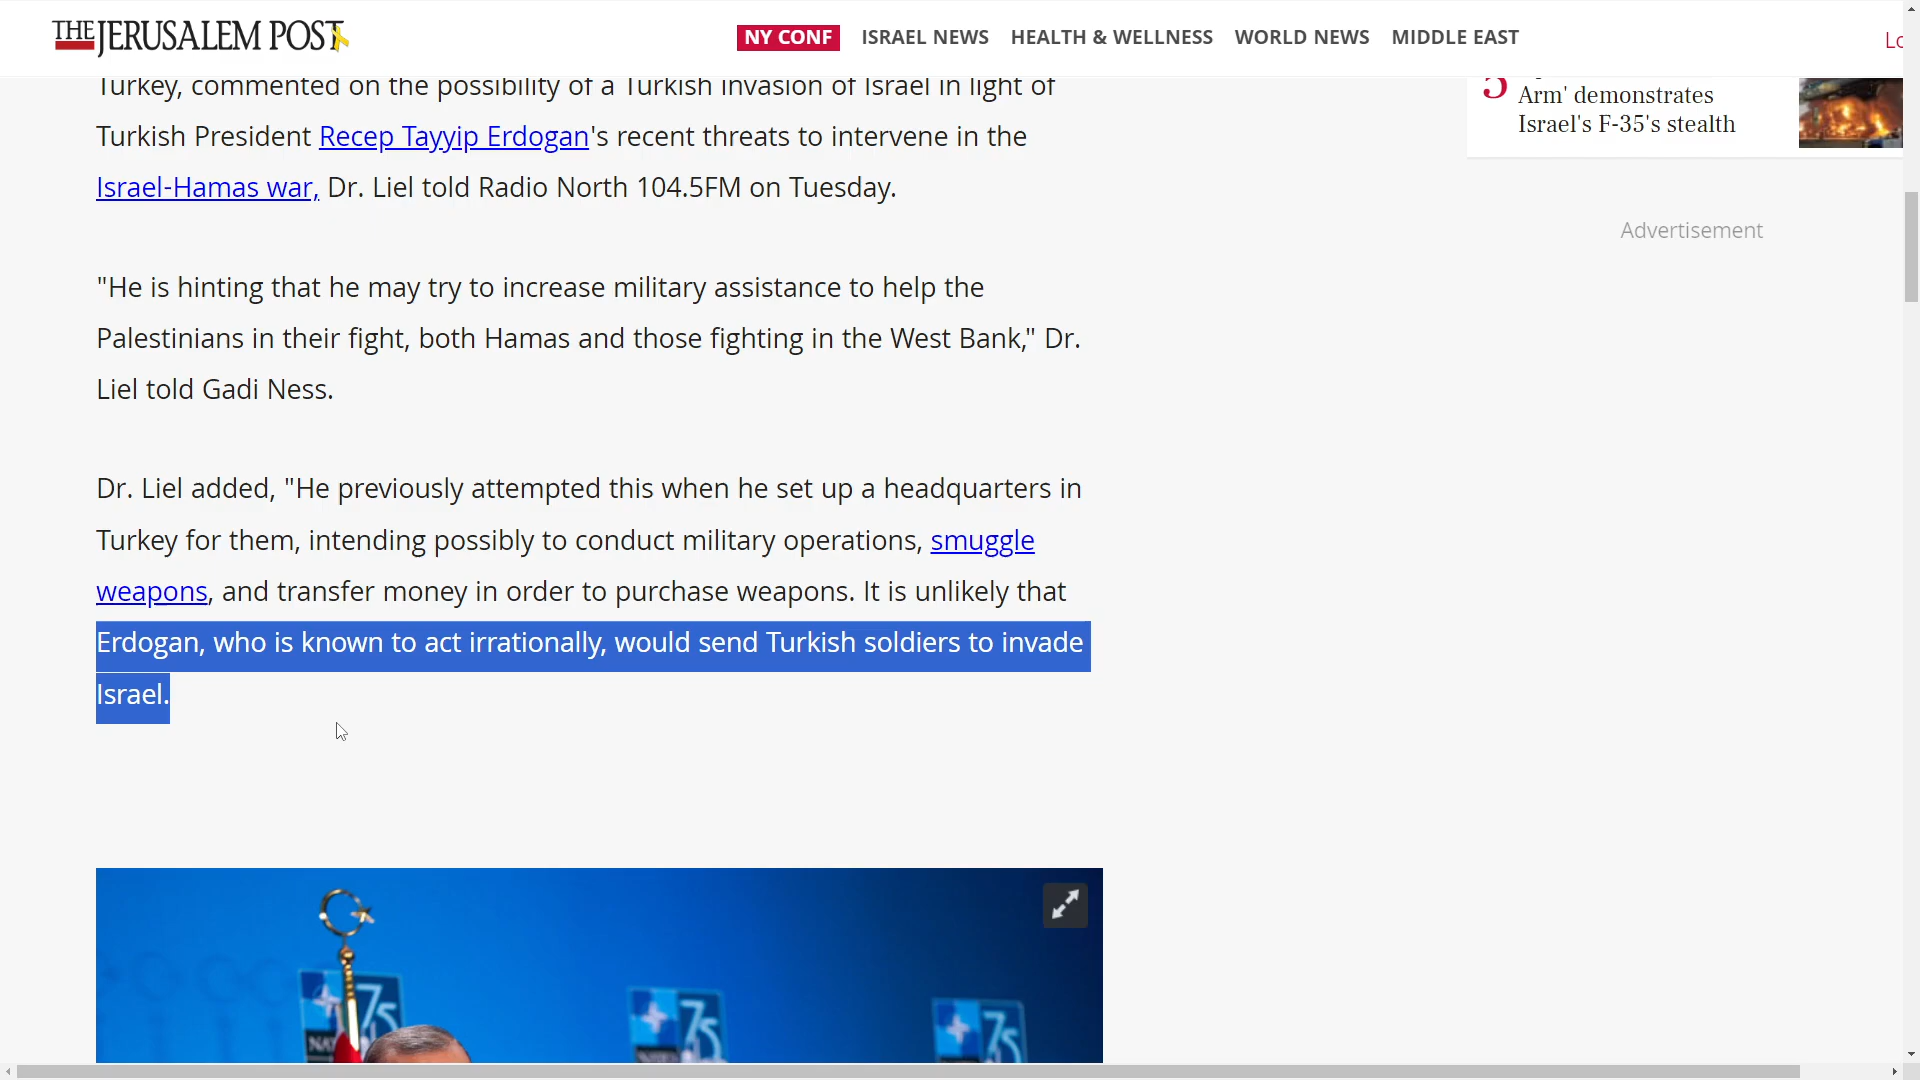 THE JERUSALEM POST
NY CONF ISRAEL NEWS HEALTH & WELLNESS WORLD NEWS MIDDLE EAST
Lo
Turkey, commented on the possibility of a Turkish invasion of Israel in light of
Turkish President Recep Tayyip Erdogan's recent threats to intervene in the
Israel-Hamas war, Dr. Liel told Radio North 104.5FM on Tuesday.
"He is hinting that he may try to increase military assistance to help the
Palestinians in their fight, both Hamas and those fighting in the West Bank," Dr.
Liel told Gadi Ness.
Dr. Liel added, "He previously attempted this when he set up a headquarters in
Turkey for them, intending possibly to conduct military operations, smuggle
weapons, and transfer money in order to purchase weapons. It is unlikely that
Erdogan, who is known to act irrationally, would send Turkish soldiers to invade
Israel.
5
Arm' demonstrates
Israel's F-35's stealth
Advertisement
75
75
75